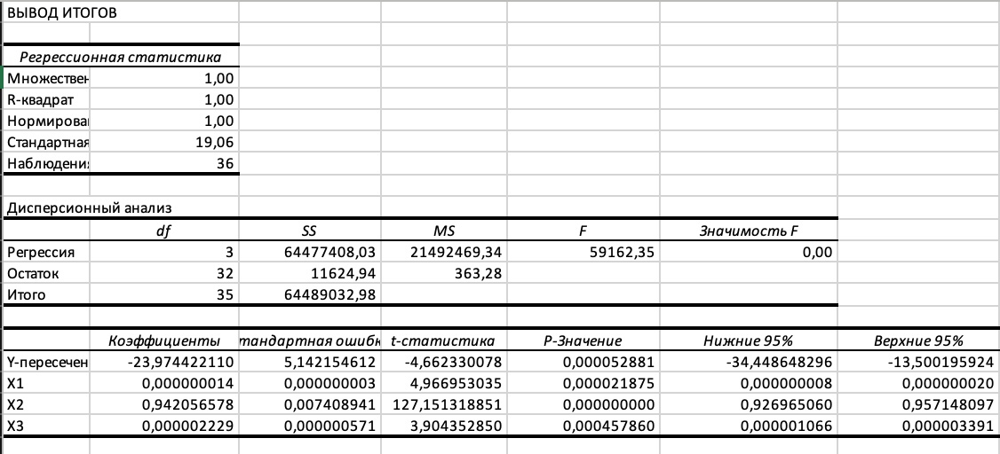 ВЫВОД ИТОГОВ
Регрессионная статистика
Множествен 1,00
R-квадрат 1,00
Нормирова 1,00
Стандартная 19,06
Наблюдени 36
Дисперсионный анализ
df SS MS F Значимость F
Регрессия 3 64477408,03 21492469,34 59162,35 0,00
Остаток 32 11624,94 363,28
Итого 35 64489032,98
Коэффициенты тандартная ошибк t-статистика P-Значение Нижние 95% Верхние 95%
Y-пересечен -23,974422110 5,142154612 -4,662330078 0,000052881 -34,448648296 -13,500195924
X1 0,000000014 0,000000003 4,966953035 0,000021875 0,000000008 0,000000020
X2 0,942056578 0,007408941 127,151318851 0,000000000 0,926965060 0,957148097
X3 0,000002229 0,000000571 3,904352850 0,000457860 0,000001066 0,000003391